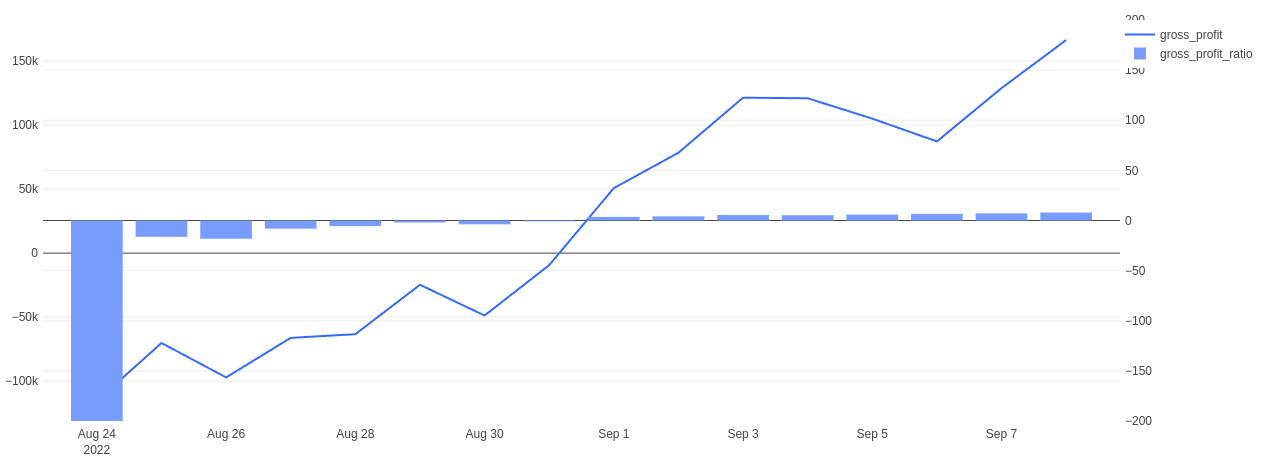 200
gross_profit
gross_profit_ratio
150k
150
100k
100
50k
50
0
0
−50k
−50
−100
−100k
−150
−200
Aug 24
2022
Aug 26
Aug 28
Aug 30
Sep 1
Sep 3
Sep 5
Sep 7